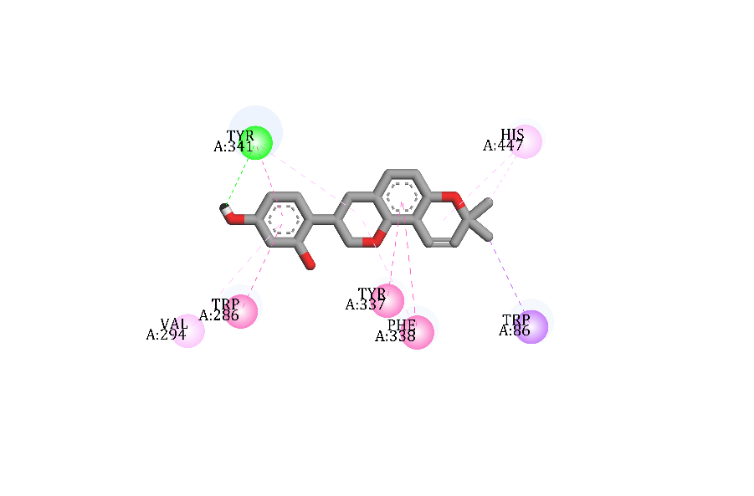 TYR
A:341
HIS
A:447
TYR
A:337
TRP
A:286
VAL
A:294
PHE
A:338
TRP
A:86